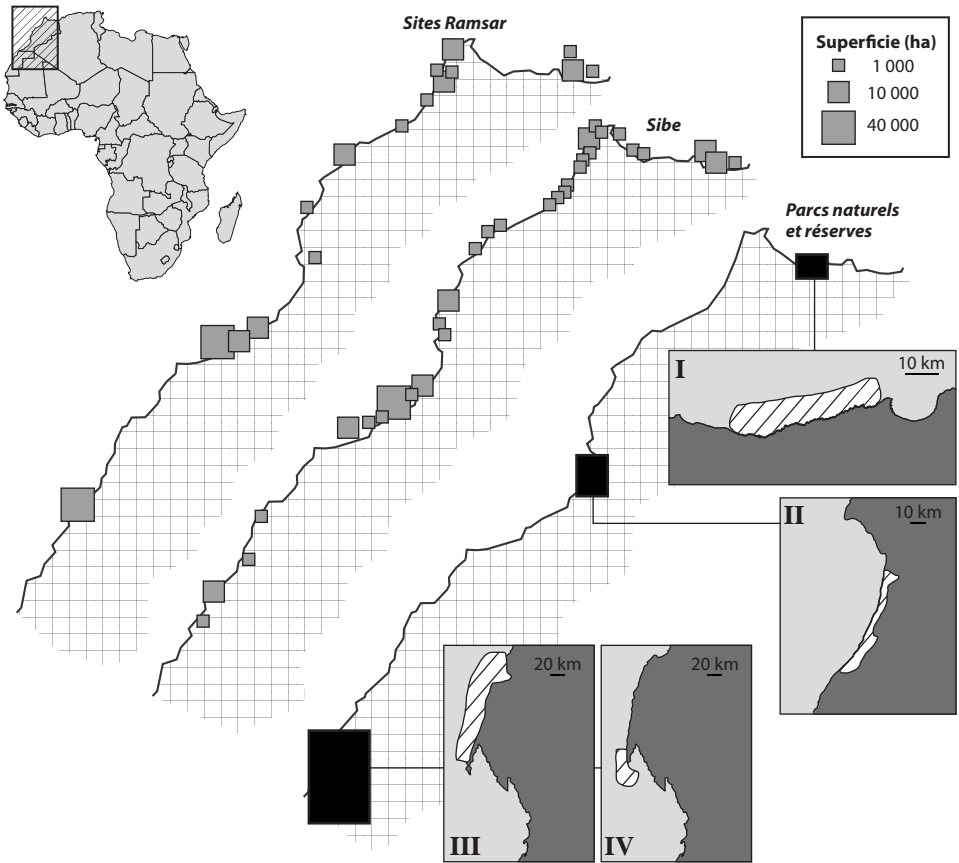 Sites Ramsar
Superficie (ha)
1 000
10 000
40 000
Sibe
Parcs naturels
et réserves
I
10 km
II
10 km
20 km
III
20 km
IV